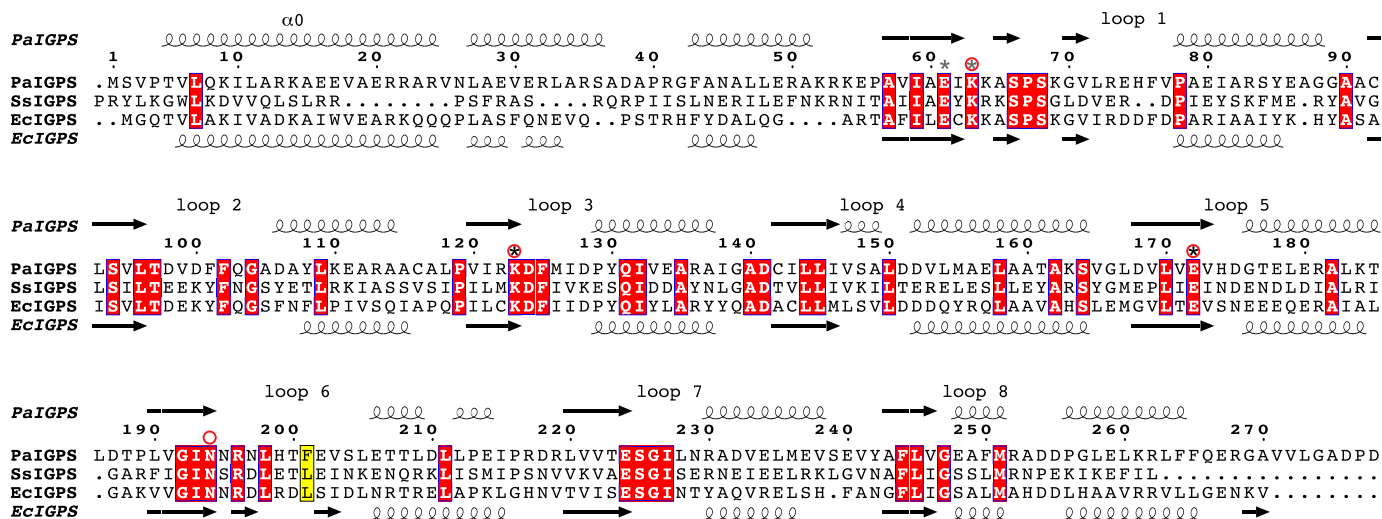 α0 loop 1
PaIGPS
1 10 20 30 40 50 60 70 80 90
* *
PaIGPS .MSVPTVLQKILARKAEEVAERRARVNLAEVERLARSADAPRGFANALLERAKRKEPAVIAEIKKASPSKGVLREHFVPAEIARSYEAGGAAC
SsIGPS PRYLKGWLKDVVQLSLRR........PSFRAS...RQRPIISLNERILEFNKRNITAIIAEYKRKSPSGLDVER..DPIEYSKFME.RYAVG
EcIGPS ..MGQTVLAKIVADKAIWVEARKQQQPLASFQNEVQ..PSTRHFYDALQG....ARTAFILECKKASPSKGVIRDDFDPARIAAIYK.HYASA
EcIGPS
loop 2 loop 3 loop 4 loop 5
PaIGPS
100 110 120 130 140 150 160 170 180
* *
PaIGPS LSVLTDVDFFQGADAYLKEARAACALPVIRKDFMIDPYQIVEARAIGADCILLIVSALDDVLMAELAATAKSVGLDVLVEVHDGTELERALKT
SsIGPS LSILTEEKYFNGSYETLRKIASSVSIPILMKDFIVKESQIDDAYNLGADTVLLIVKILTERELESLLEYARSYGMEPLIEINDENDLDIALRI
EcIGPS ISVLTDEKYFQGSFNFLPIVSQIAPQPILCKDFIIDPYQIYLARYYQADACLLMLSVLDDDQYRQLAAVAHSLEMGVLTEVSNEEEQERAIAL
EcIGPS
loop 6 loop 7 loop 8
PaIGPS
190 200 210 220 230 240 250 260 270
PaIGPS LDTPLVGINNRNLHTFEVSLETTLDLLPEIPRDRLVVTESGILNRADVELMEVSEVYAFLVGEAFMRADDPGLELKRLFFQERGAVVLGADPD
SsIGPS .GARFIGINSRDLETLEINKENQRKLISMIPSNVVKVAESGISERNEIEELRKLGVNAFLIGSSLMRNPEKIKEFIL................
EcIGPS .GAKVVGINNRDLRDLSIDLNRTRELAPKLGHNVTVISESGINTYAQVRELSH.FANGFLIGSALMAHDDLHAAVRRVLLGENKV........
EcIGPS